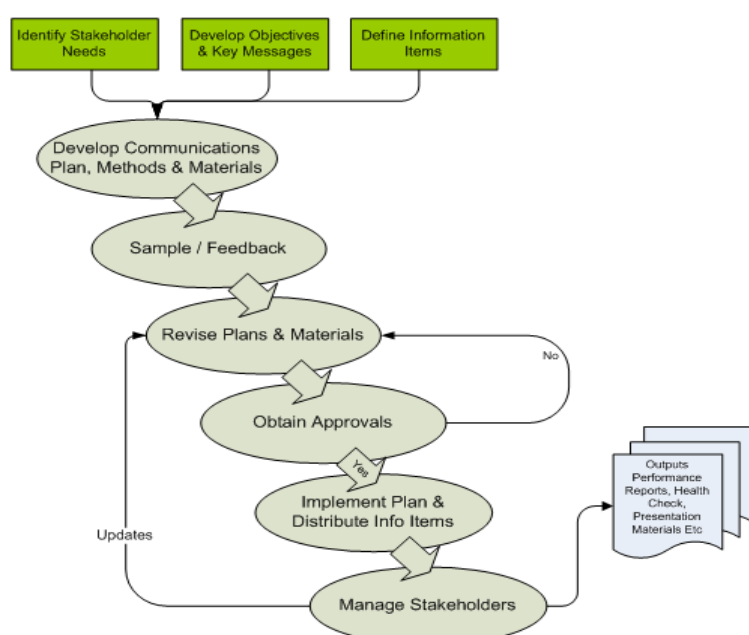 Identify Stakeholder
Needs
Develop Objectives
& Key Messages
Define Information
Items
Develop Communications
Plan, Methods & Materials
Sample / Feedback
Revise Plans & Materials
No
Obtain Approvals
Yes
Implement Plan &
Distribute Info Items
Outputs
Performance
Reports, Health
Check,
Presentation
Materials Etc
Updates
Manage Stakeholders